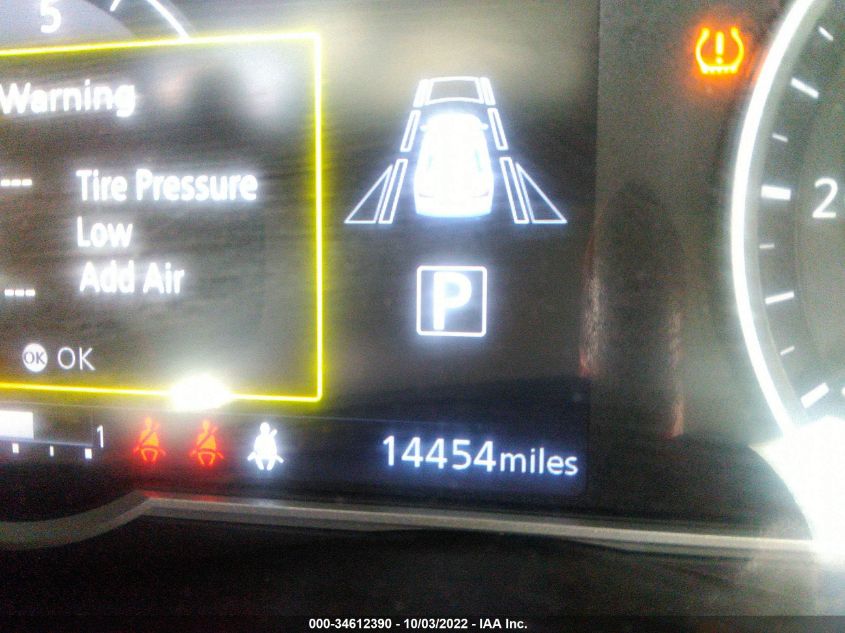 5
Warning
---
Tire Pressure
Low
---
Add Air
OK OK
P
2
1
14454miles
000-34612390 - 10/03/2022 - IAA Inc.